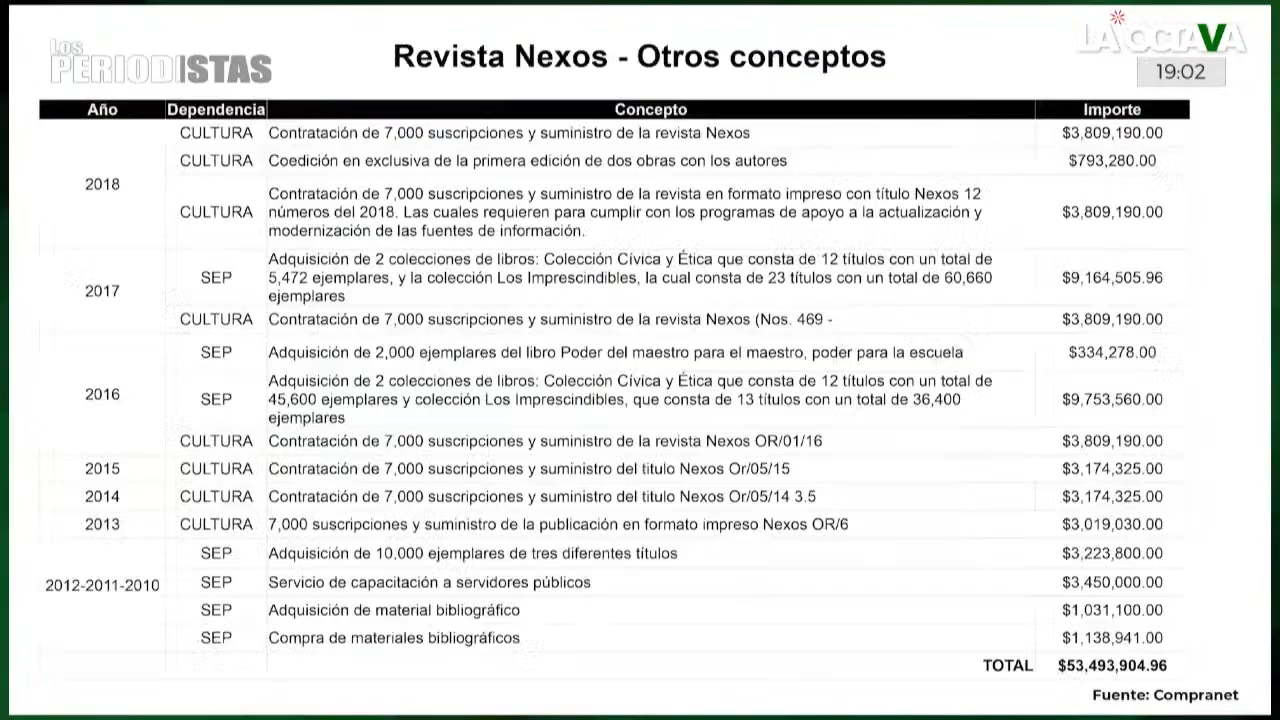 LOS
PERIODISTAS
Revista Nexos - Otros conceptos
LA OCTAVA
19:02
Año Dependencia Concepto Importe
2018
CULTURA Contratación de 7,000 suscripciones y suministro de la revista Nexos $3,809,190.00
CULTURA Coedición en exclusiva de la primera edición de dos obras con los autores $793,280.00
CULTURA Contratación de 7,000 suscripciones y suministro de la revista en formato impreso con título Nexos 12
números del 2018. Las cuales requieren para cumplir con los programas de apoyo a la actualización y
modernización de las fuentes de información. $3,809,190.00
2017
SEP Adquisición de 2 colecciones de libros: Colección Cívica y Ética que consta de 12 títulos con un total de
5,472 ejemplares, y la colección Los Imprescindibles, la cual consta de 23 títulos con un total de 60,660
ejemplares $9,164,505.96
CULTURA Contratación de 7,000 suscripciones y suministro de la revista Nexos (Nos. 469 - $3,809,190.00
2016
SEP Adquisición de 2,000 ejemplares del libro Poder del maestro para el maestro, poder para la escuela $334,278.00
SEP Adquisición de 2 colecciones de libros: Colección Cívica y Ética que consta de 12 títulos con un total de
45,600 ejemplares y colección Los Imprescindibles, que consta de 13 títulos con un total de 36,400
ejemplares $9,753,560.00
CULTURA Contratación de 7,000 suscripciones y suministro de la revista Nexos OR/01/16 $3,809,190.00
2015 CULTURA Contratación de 7,000 suscripciones y suministro del titulo Nexos Or/05/15 $3,174,325.00
2014 CULTURA Contratación de 7,000 suscripciones y suministro del titulo Nexos Or/05/14 3.5 $3,174,325.00
2013 CULTURA 7,000 suscripciones y suministro de la publicación en formato impreso Nexos OR/6 $3,019,030.00
2012-2011-2010
SEP Adquisición de 10,000 ejemplares de tres diferentes títulos $3,223,800.00
SEP Servicio de capacitación a servidores públicos $3,450,000.00
SEP Adquisición de material bibliográfico $1,031,100.00
SEP Compra de materiales bibliográficos $1,138,941.00
TOTAL $53,493,904.96
Fuente: Compranet